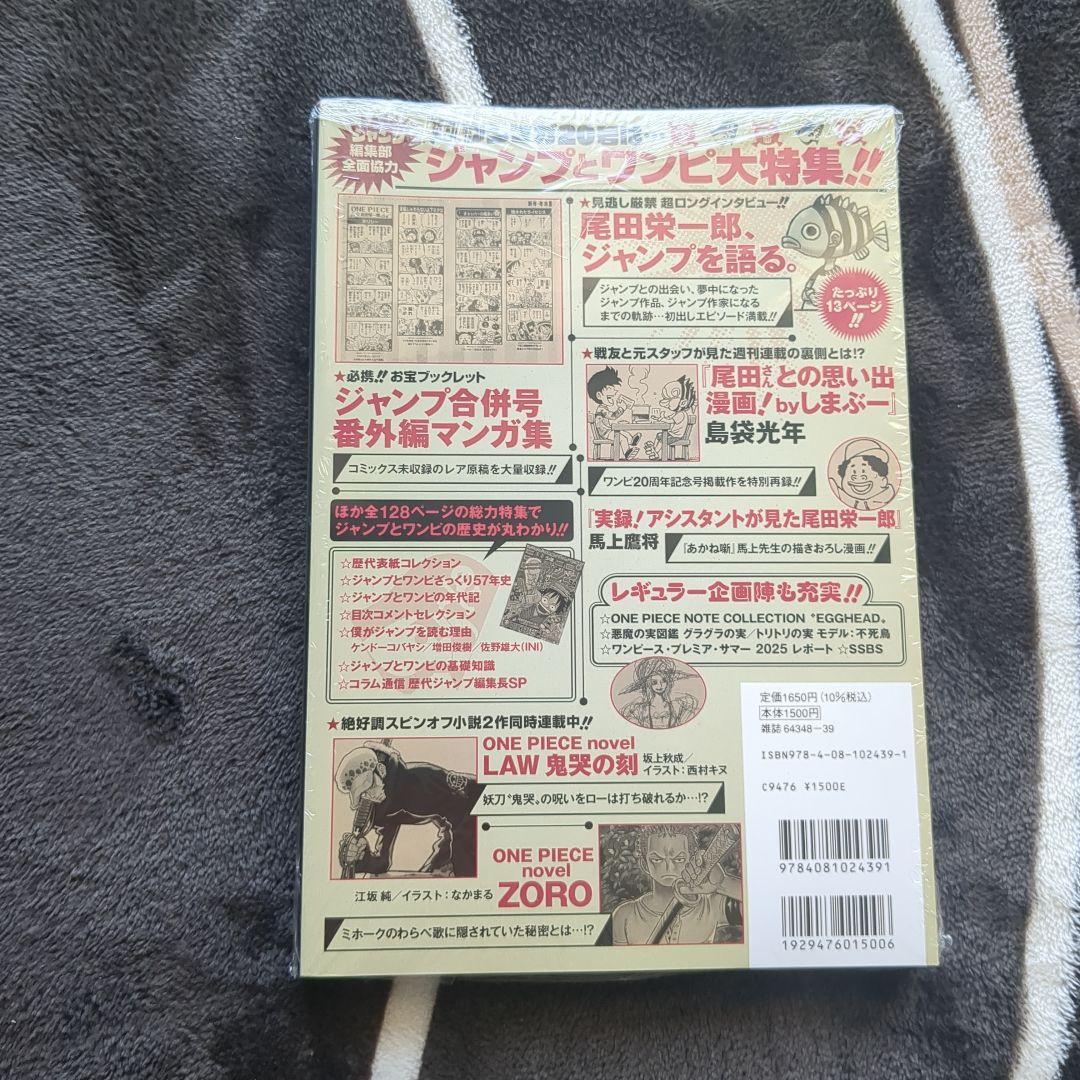 ジャンプ
編集部
全面協力
ジャンプとワンピ大特集!!
★見逃し厳禁 超ロングインタビュー!!
尾田栄一郎、
ジャンプを語る。
ジャンプとの出会い、夢中になった
ジャンプ作品、ジャンプ作家になる
までの軌跡…初出しエピソード満載!!
たっぷり
13ページ
!!
ONE PIECE
★必携!! お宝ブックレット
ジャンプ合併号
番外編マンガ集
コミックス未収録のレア原稿を大量収録!!
★戦友と元スタッフが見た週刊連載の裏側とは!?
『尾田さんとの思い出
漫画!byしまぶー』
島袋光年
ワンピ20周年記念号掲載作を特別再録!!
『実録!アシスタントが見た尾田栄一郎』
馬上鷹将
『あかね噺』馬上先生の描きおろし漫画!!
ほか全128ページの総力特集で
ジャンプとワンピの歴史が丸わかり!!
☆歴代表紙コレクション
☆ジャンプとワンピざっくり57年史
☆ジャンプとワンピの年代記
☆目次コメントセレクション
☆僕がジャンプを読む理由
ケンドーコバヤシ/増田俊樹/佐野雄大(INI)
☆ジャンプとワンピの基礎知識
☆コラム通信 歴代ジャンプ編集長SP
レギュラー企画陣も充実!!
☆ONE PIECE NOTE COLLECTION “EGGHEAD”
☆悪魔の実図鑑 グラグラの実/トリトリの実 モデル:不死鳥
☆ワンピース・プレミア・サマー 2025 レポート ☆SSBS
★絶好調スピンオフ小説2作同時連載中!!
ONE PIECE novel
LAW 鬼哭の刻
坂上秋成/
イラスト:西村キヌ
妖刀“鬼哭”の呪いをローは打ち破れるか…!?
ONE PIECE
novel
ZORO
江坂 純/イラスト:なかまる
ミホークのわらべ歌に隠されていた秘密とは…!?
定価1650円(10%税込)
本体1500円
雑誌 64348-39
ISBN978-4-08-102439-1
C9476 ¥1500E
9784081024391
1929476015006